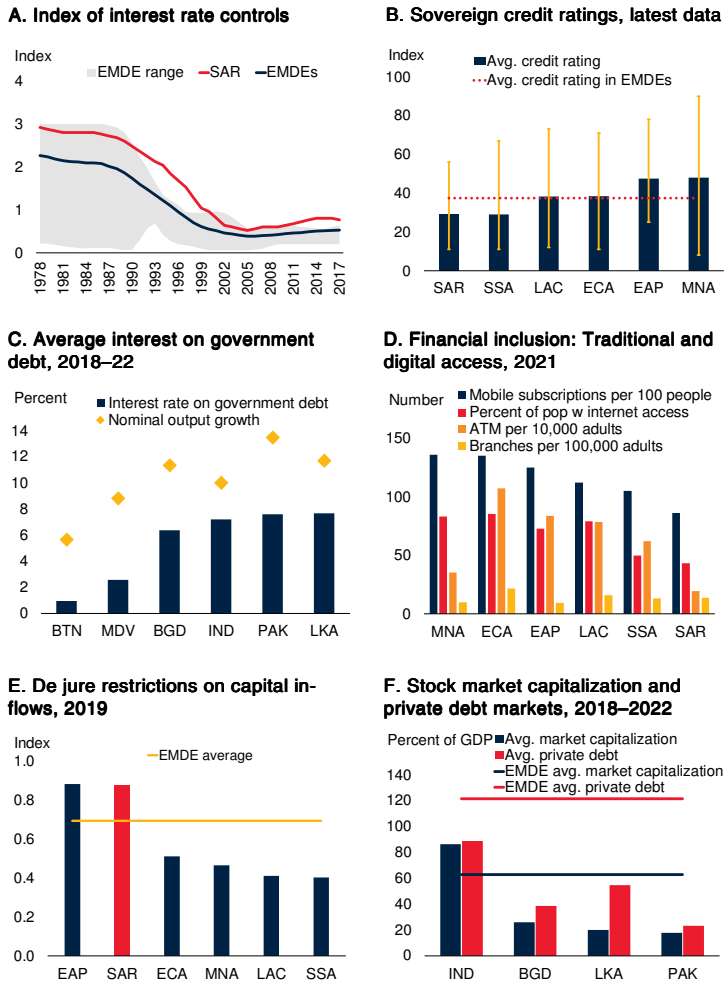 A. Index of interest rate controls
Index
EMDE range SAR EMDEs
4
3
2
1
0
1978 1981 1984 1987 1990 1993 1996 1999 2002 2005 2008 2011 2014 2017
B. Sovereign credit ratings, latest data
Index
Avg. credit rating
Avg. credit rating in EMDEs
100
80
60
40
20
0
SAR SSA LAC ECA EAP MNA
C. Average interest on government
debt, 2018–22
Percent
Interest rate on government debt
Nominal output growth
14
12
10
8
6
4
2
0
BTN MDV BGD IND PAK LKA
D. Financial inclusion: Traditional and
digital access, 2021
Number
Mobile subscriptions per 100 people
Percent of pop w internet access
ATM per 10,000 adults
Branches per 100,000 adults
150
100
50
0
MNA ECA EAP LAC SSA SAR
E. De jure restrictions on capital in-
flows, 2019
Index
EMDE average
1.0
0.8
0.6
0.4
0.2
0.0
EAP SAR ECA MNA LAC SSA
F. Stock market capitalization and
private debt markets, 2018–2022
Percent of GDP
Avg. market capitalization
Avg. private debt
EMDE avg. market capitalization
EMDE avg. private debt
140
120
100
80
60
40
20
0
IND BGD LKA PAK